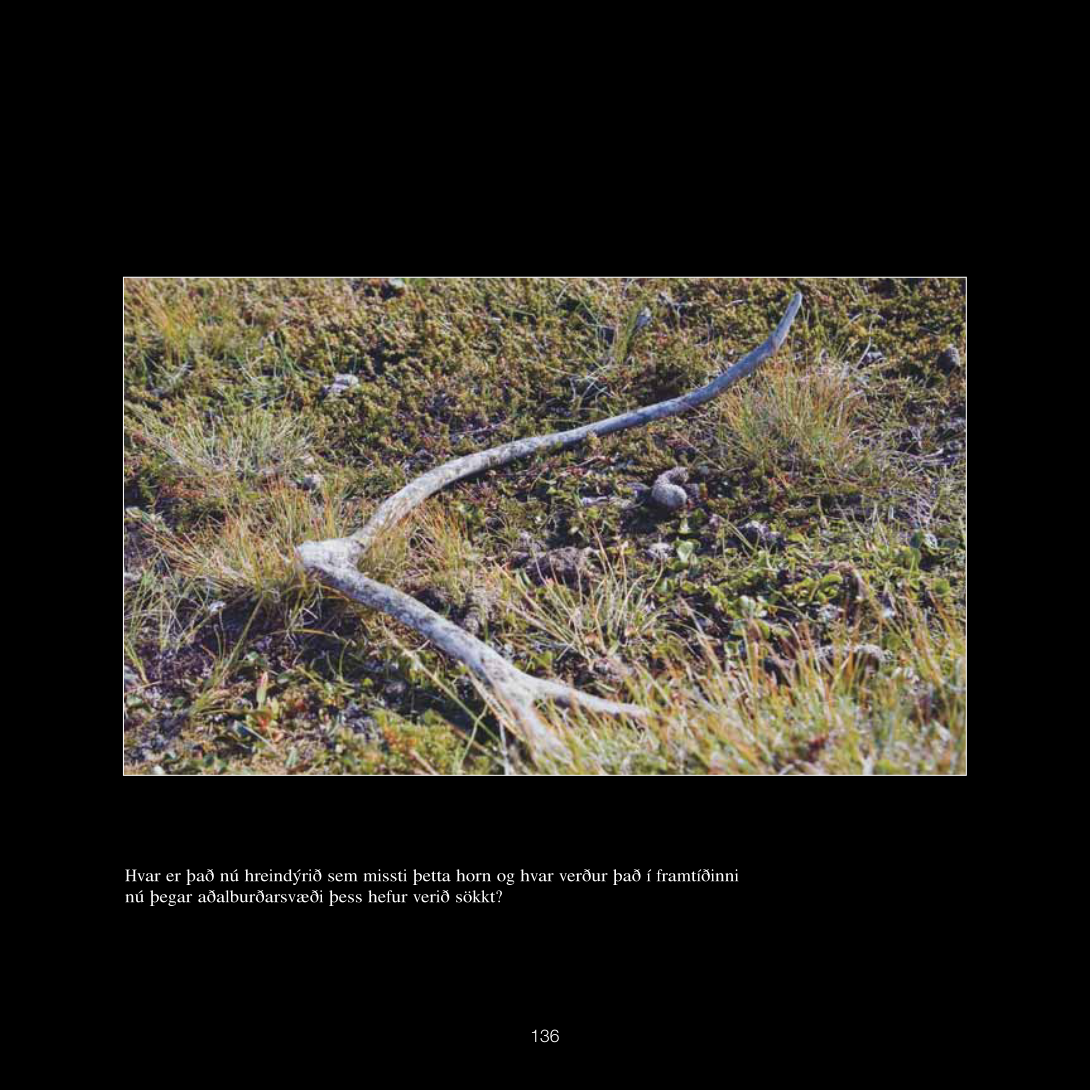 Hvar er það nú hreindýrið sem missti þetta horn og hvar verður það í framtíðinni
nú þegar aðalburðarsvæði þess hefur verið sökkt?
136